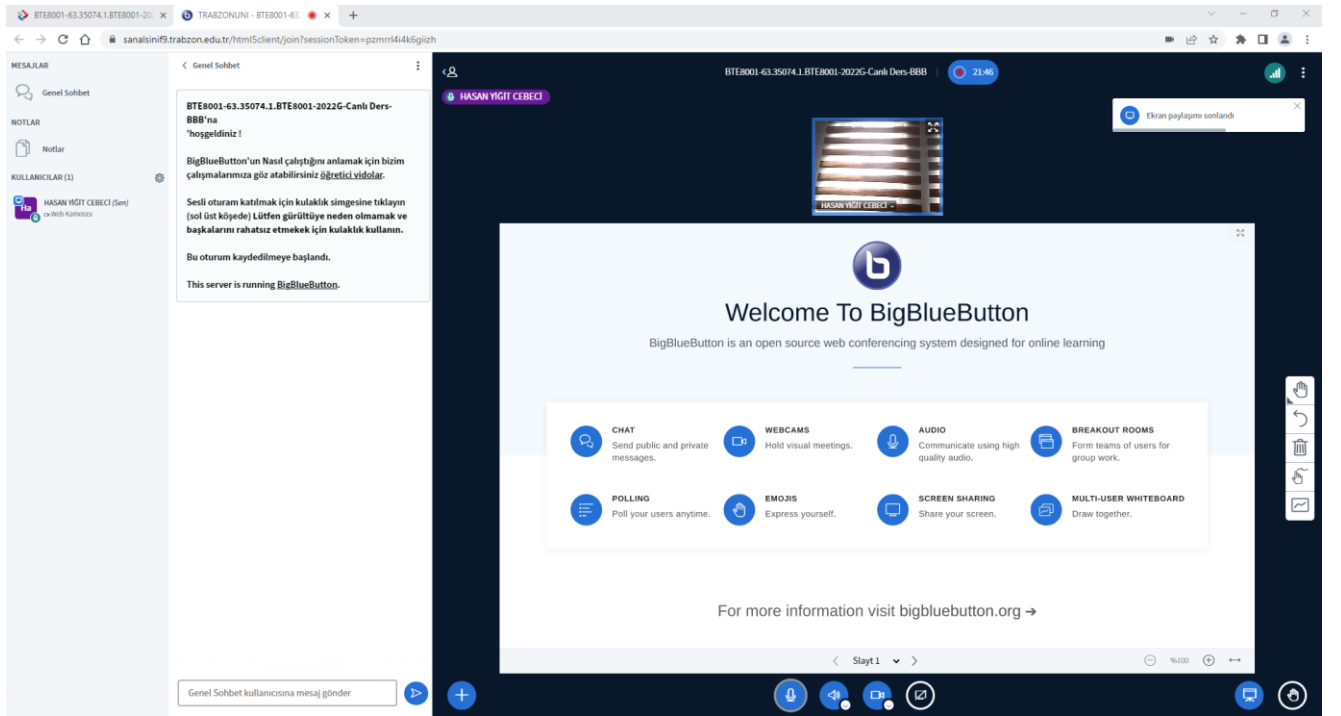 BTE8001-63.35074.1.BTE8001-20
TRABZONUNI - BTE8001-63.
sanalsinif9.trabzon.edu.tr/html5client/join?sessionToken=pzmrrl4i4k6giizh
MESAJLAR
Genel Sohbet
NOTLAR
Notlar
KULLANICILAR (1)
Ha
HASAN YİĞİT CEBECİ (Sen)
Web Kamerası
Genel Sohbet
BTE8001-63.35074.1.BTE8001-2022G-Canlı Ders-
BBB'na
'hoşgeldiniz !
BigBlueButton'un Nasıl çalıştığını anlamak için bizim
çalışmalarımıza göz atabilirsiniz öğretici vidolar.
Sesli oturam katılmak için kulaklık simgesine tıklayın
(sol üst köşede) Lütfen gürültüye neden olmamak ve
başkalarını rahatsız etmekek için kulaklık kullanın.
Bu oturum kaydedilmeye başlandı.
This server is running BigBlueButton.
Genel Sohbet kullanıcısına mesaj gönder
BTE8001-63.35074.1.BTE8001-2022G-Canlı Ders-BBB
21:46
HASAN YİĞİT CEBECİ
Ekran paylaşımı sonlandı
HASAN YİĞİT CEBECİ
b
Welcome To BigBlueButton
BigBlueButton is an open source web conferencing system designed for online learning
CHAT
Send public and private
messages.
WEBCAMS
Hold visual meetings.
AUDIO
Communicate using high
quality audio.
BREAKOUT ROOMS
Form teams of users for
group work.
POLLING
Poll your users anytime.
EMOJIS
Express yourself.
SCREEN SHARING
Share your screen.
MULTI-USER WHITEBOARD
Draw together.
For more information visit bigbluebutton.org →
Slayt 1
%100